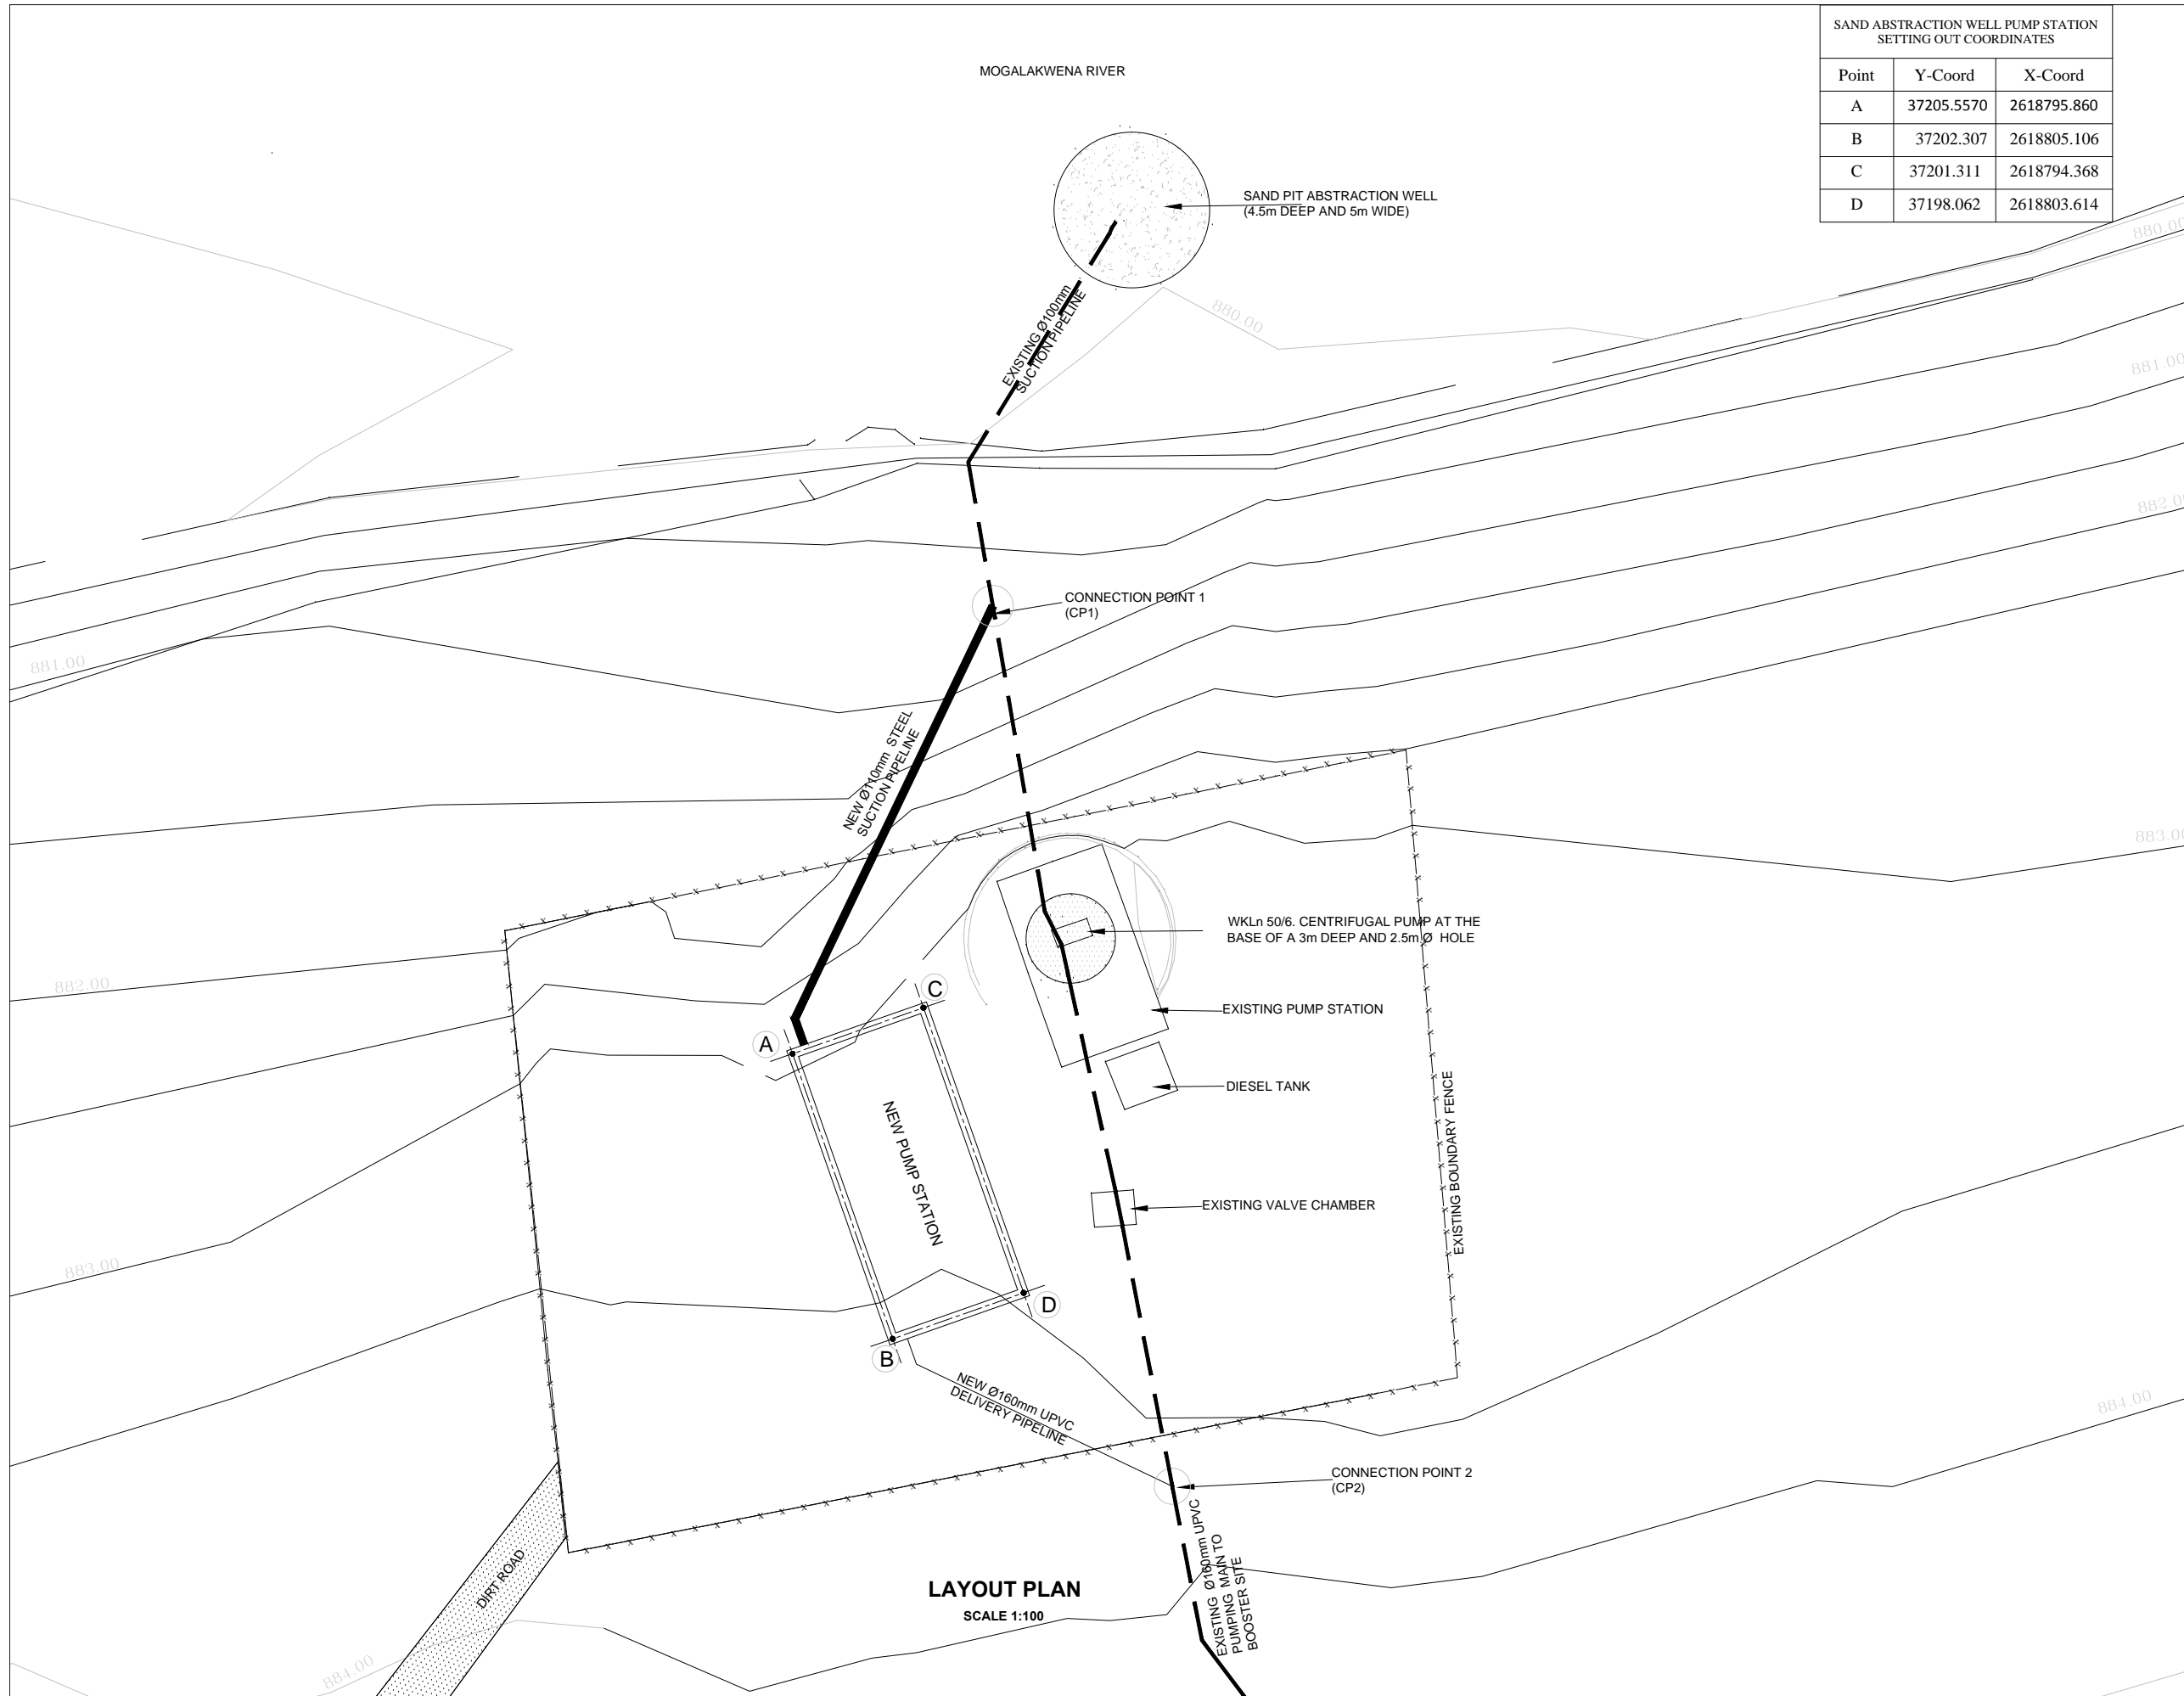 SAND ABSTRACTION WELL PUMP STATION
SETTING OUT COORDINATES
Point Y-Coord X-Coord
A 37205.5570 2618795.860
B 37202.307 2618805.106
C 37201.311 2618794.368
D 37198.062 2618803.614
MOGALAKWENA RIVER
SAND PIT ABSTRACTION WELL
(4.5m DEEP AND 5m WIDE)
880.00
880.00
EXISTING Ø100mm
SUCTION PIPELINE
881.00
882.0
CONNECTION POINT 1
(CP1)
881.00
NEW Ø110mm STEEL
SUCTION PIPELINE
883.00
WKLn 50/6. CENTRIFUGAL PUMP AT THE
BASE OF A 3m DEEP AND 2.5m Ø HOLE
882.00
C
EXISTING PUMP STATION
A
DIESEL TANK
NEW PUMP STATION
EXISTING BOUNDARY FENCE
EXISTING VALVE CHAMBER
883.00
D
B
NEW Ø160mm UPVC
DELIVERY PIPELINE
884.00
CONNECTION POINT 2
(CP2)
EXISTING Ø160mm UPVC
PUMPING MAIN TO
BOOSTER SITE
DIRT ROAD
LAYOUT PLAN
SCALE 1:100
884.00